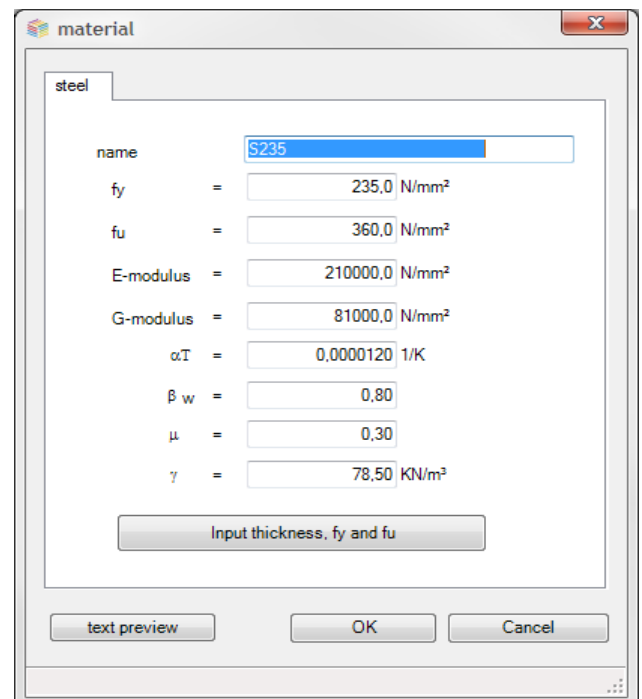 material
steel
name S235
fy = 235,0 N/mm²
fu = 360,0 N/mm²
E-modulus = 210000,0 N/mm²
G-modulus = 81000,0 N/mm²
αT = 0,0000120 1/K
β w = 0,80
μ = 0,30
γ = 78,50 KN/m³
Input thickness, fy and fu
text preview OK Cancel